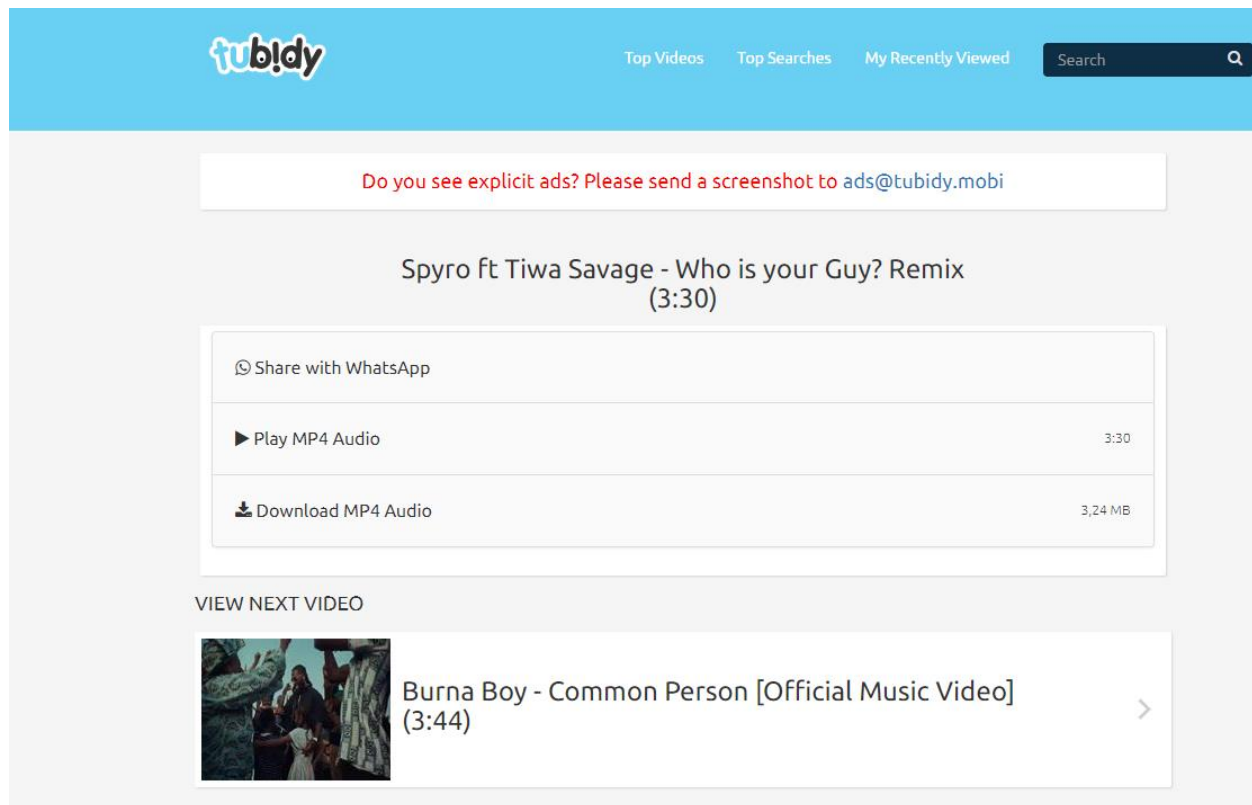 tubidy
Top Videos Top Searches My Recently Viewed Search
Do you see explicit ads? Please send a screenshot to ads@tubidy.mobi
Spyro ft Tiwa Savage - Who is your Guy? Remix
(3:30)
Share with WhatsApp
Play MP4 Audio 3:30
Download MP4 Audio 3,24 MB
VIEW NEXT VIDEO
Burna Boy - Common Person [Official Music Video]
(3:44)